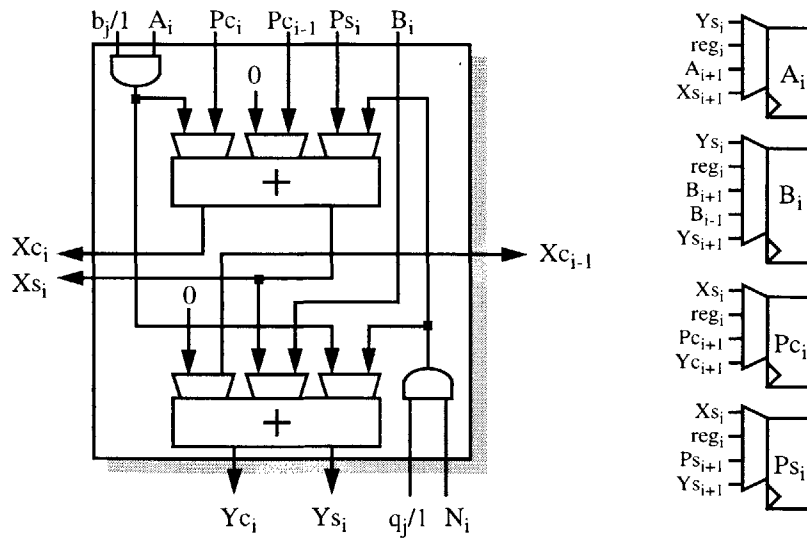 b_j/1 A_i Pc_i Pc_{i-1} Ps_i B_i
0
+
Xc_i
Xc_{i-1}
Xs_i
0
+
Yc_i Ys_i q_j/1 N_i
Ys_i
reg_i
A_{i+1}
Xs_{i+1}
A_i
Ys_i
reg_i
B_{i+1}
B_{i-1}
Ys_{i+1}
B_i
Xs_i
reg_i
Pc_{i+1}
Yc_{i+1}
Pc_i
Xs_i
reg_i
Ps_{i+1}
Ys_{i+1}
Ps_i